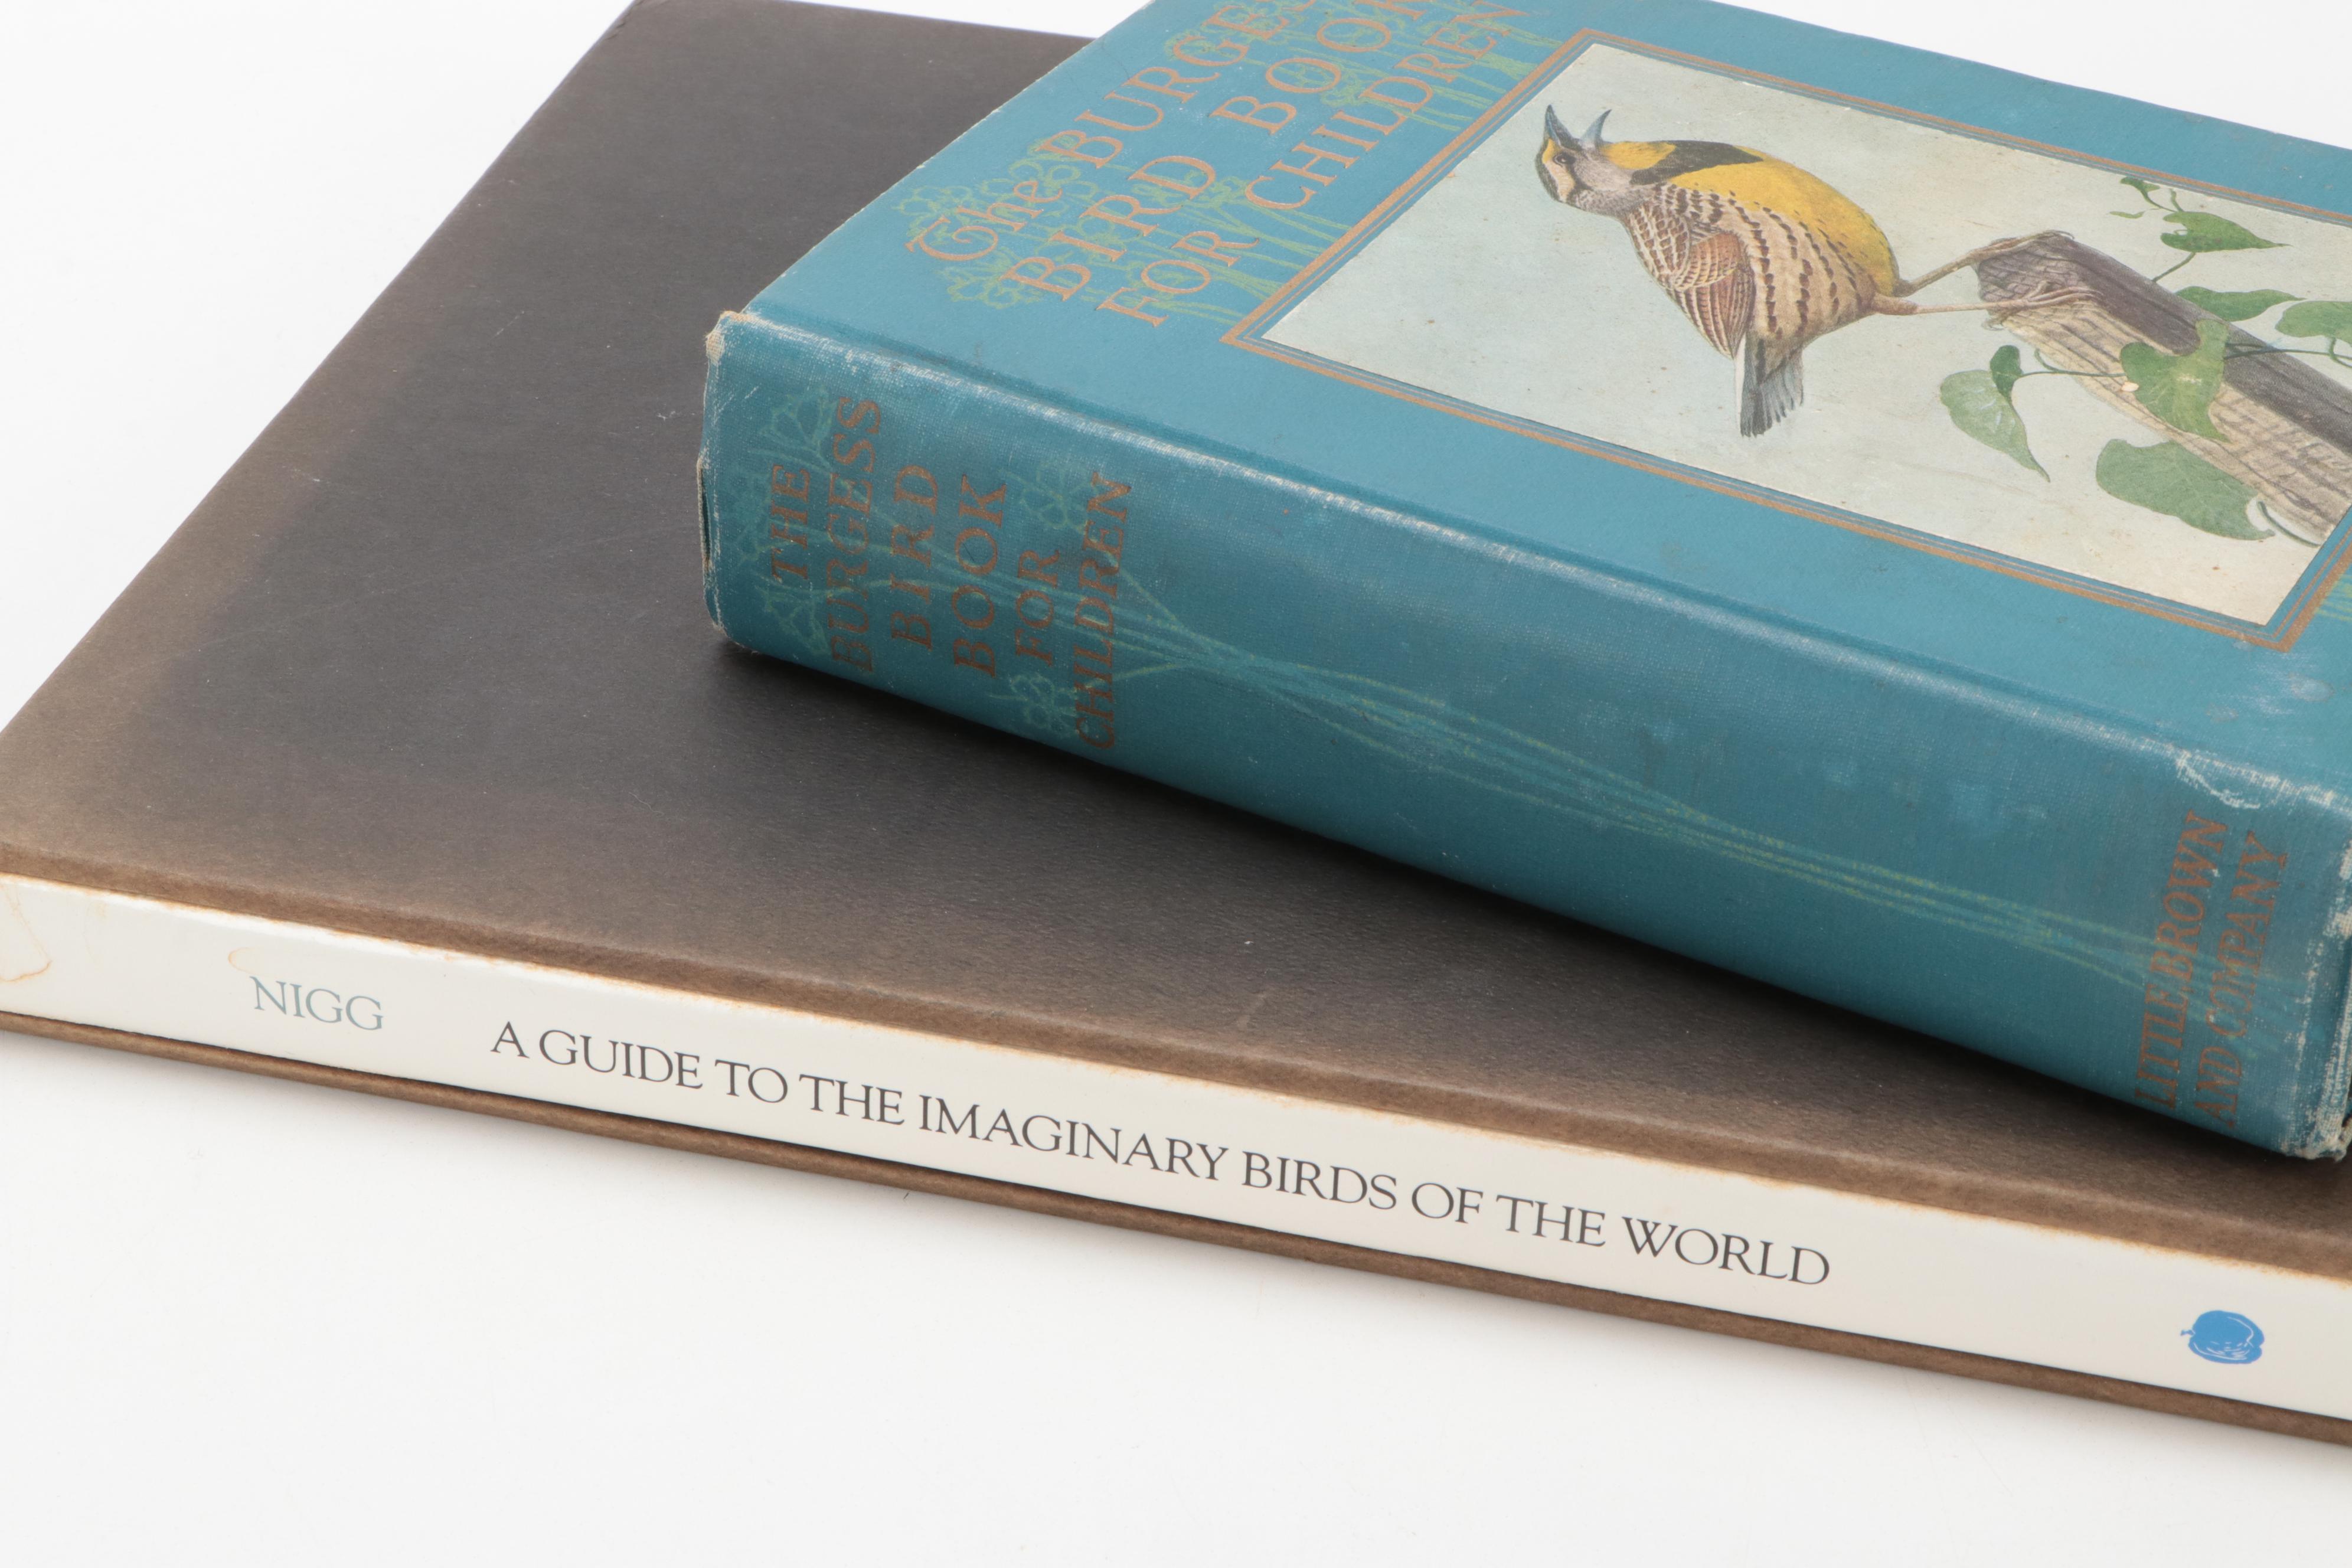 The BURGESS
BIRD BOOK
FOR CHILDREN
THE
BURGESS
BIRD
BOOK
FOR
CHILDREN
LITTLE, BROWN
AND COMPANY
NIGG A GUIDE TO THE IMAGINARY BIRDS OF THE WORLD